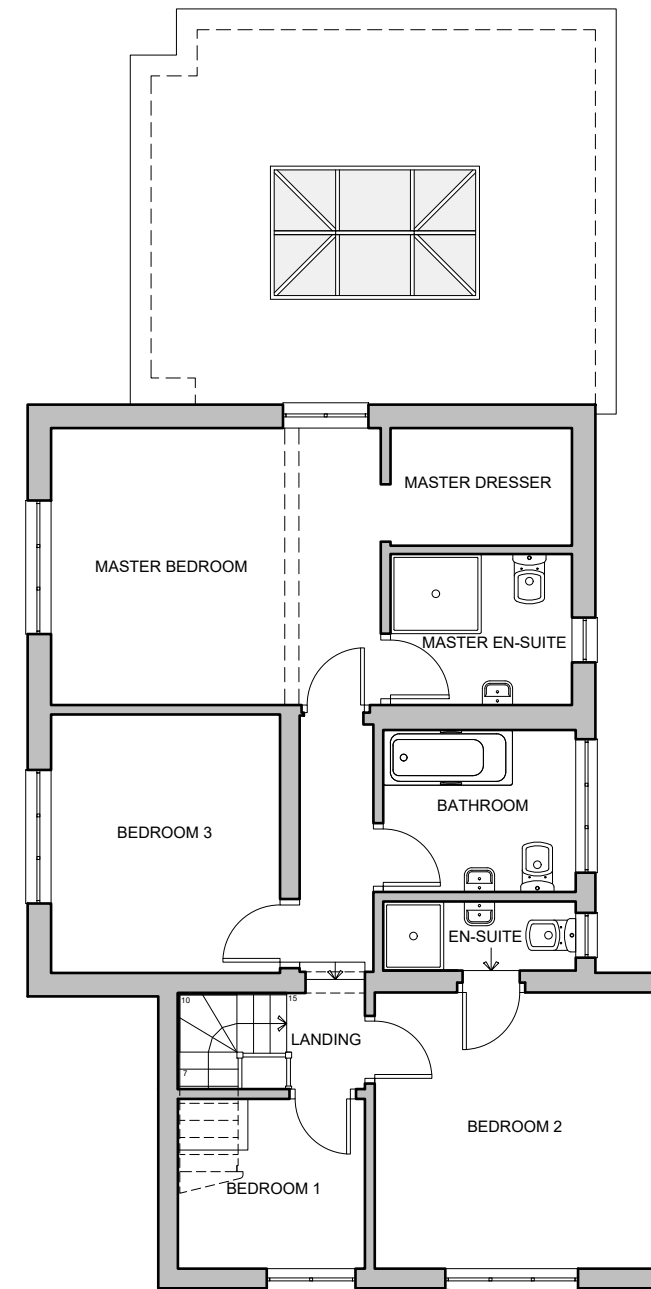 MASTER DRESSER
MASTER BEDROOM
MASTER EN-SUITE
BATHROOM
BEDROOM 3
EN-SUITE
10
15
LANDING
7
BEDROOM 2
BEDROOM 1